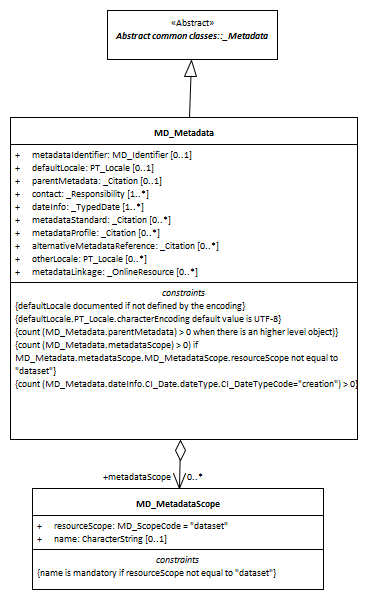 «Abstract»
Abstract common classes::_Metadata
MD_Metadata
+ metadataIdentifier: MD_Identifier [0..1]
+ defaultLocale: PT_Locale [0..1]
+ parentMetadata: _Citation [0..1]
+ contact: _Responsibility [1..*]
+ dateInfo: _TypedDate [1..*]
+ metadataStandard: _Citation [0..*]
+ metadataProfile: _Citation [0..*]
+ alternativeMetadataReference: _Citation [0..*]
+ otherLocale: PT_Locale [0..*]
+ metadataLinkage: _OnlineResource [0..*]
constraints
{defaultLocale documented if not defined by the encoding}
{defaultLocale.PT_Locale.characterEncoding default value is UTF-8}
{count (MD_Metadata.parentMetadata) > 0 when there is an higher level object)}
{count (MD_Metadata.metadataScope) > 0) if
MD_Metadata.metadataScope.MD_MetadataScope.resourceScope not equal to
"dataset"}
{count (MD_Metadata.dateInfo.CI_Date.dateType.CI_DateTypeCode="creation") > 0}
+metadataScope 0..*
MD_MetadataScope
+ resourceScope: MD_ScopeCode = "dataset"
+ name: CharacterString [0..1]
constraints
{name is mandatory if resourceScope not equal to "dataset"}